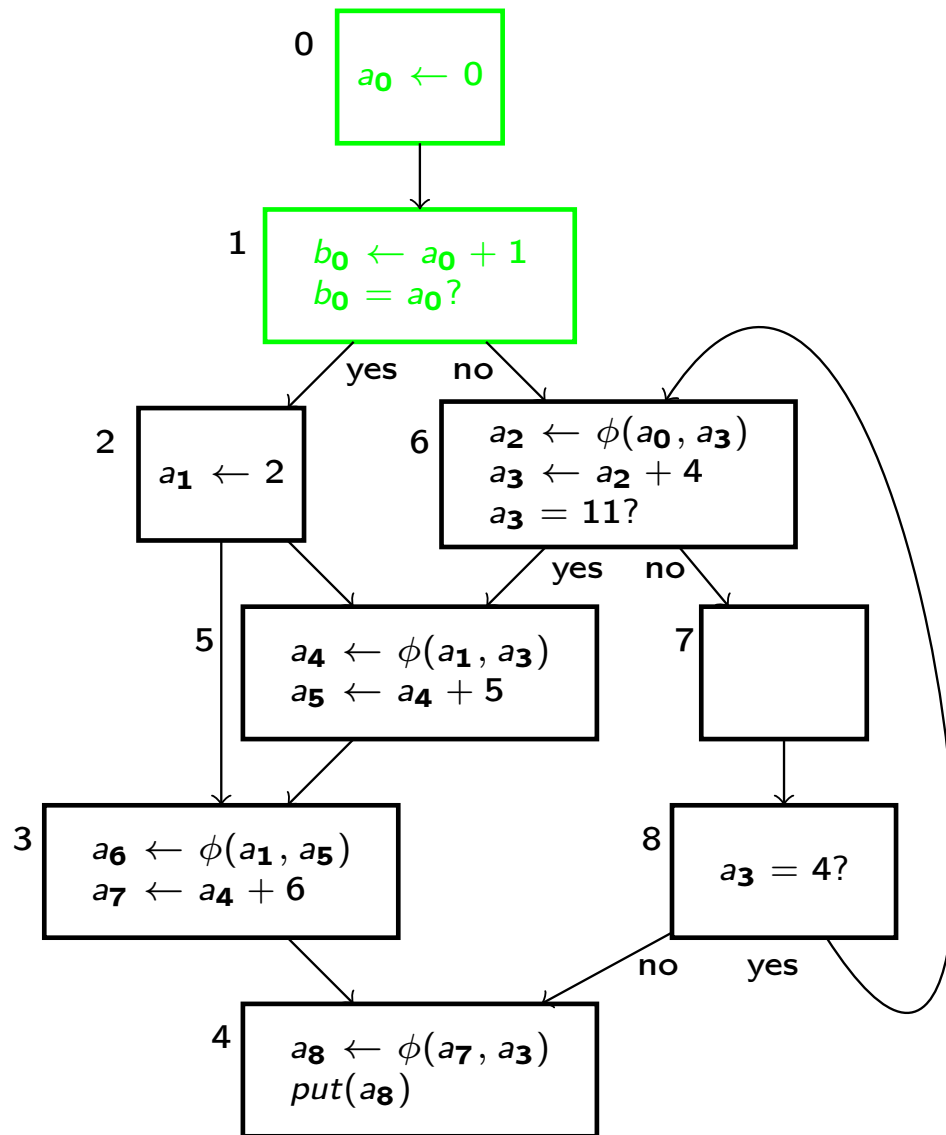 0
a₀ ← 0
1
b₀ ← a₀ + 1
b₀ = a₀?
yes no
2
a₁ ← 2
6
a₂ ← ϕ(a₀, a₃)
a₃ ← a₂ + 4
a₃ = 11?
yes no
5
a₄ ← ϕ(a₁, a₃)
a₅ ← a₄ + 5
7
3
a₆ ← ϕ(a₁, a₅)
a₇ ← a₄ + 6
8
a₃ = 4?
no yes
4
a₈ ← ϕ(a₇, a₃)
put(a₈)